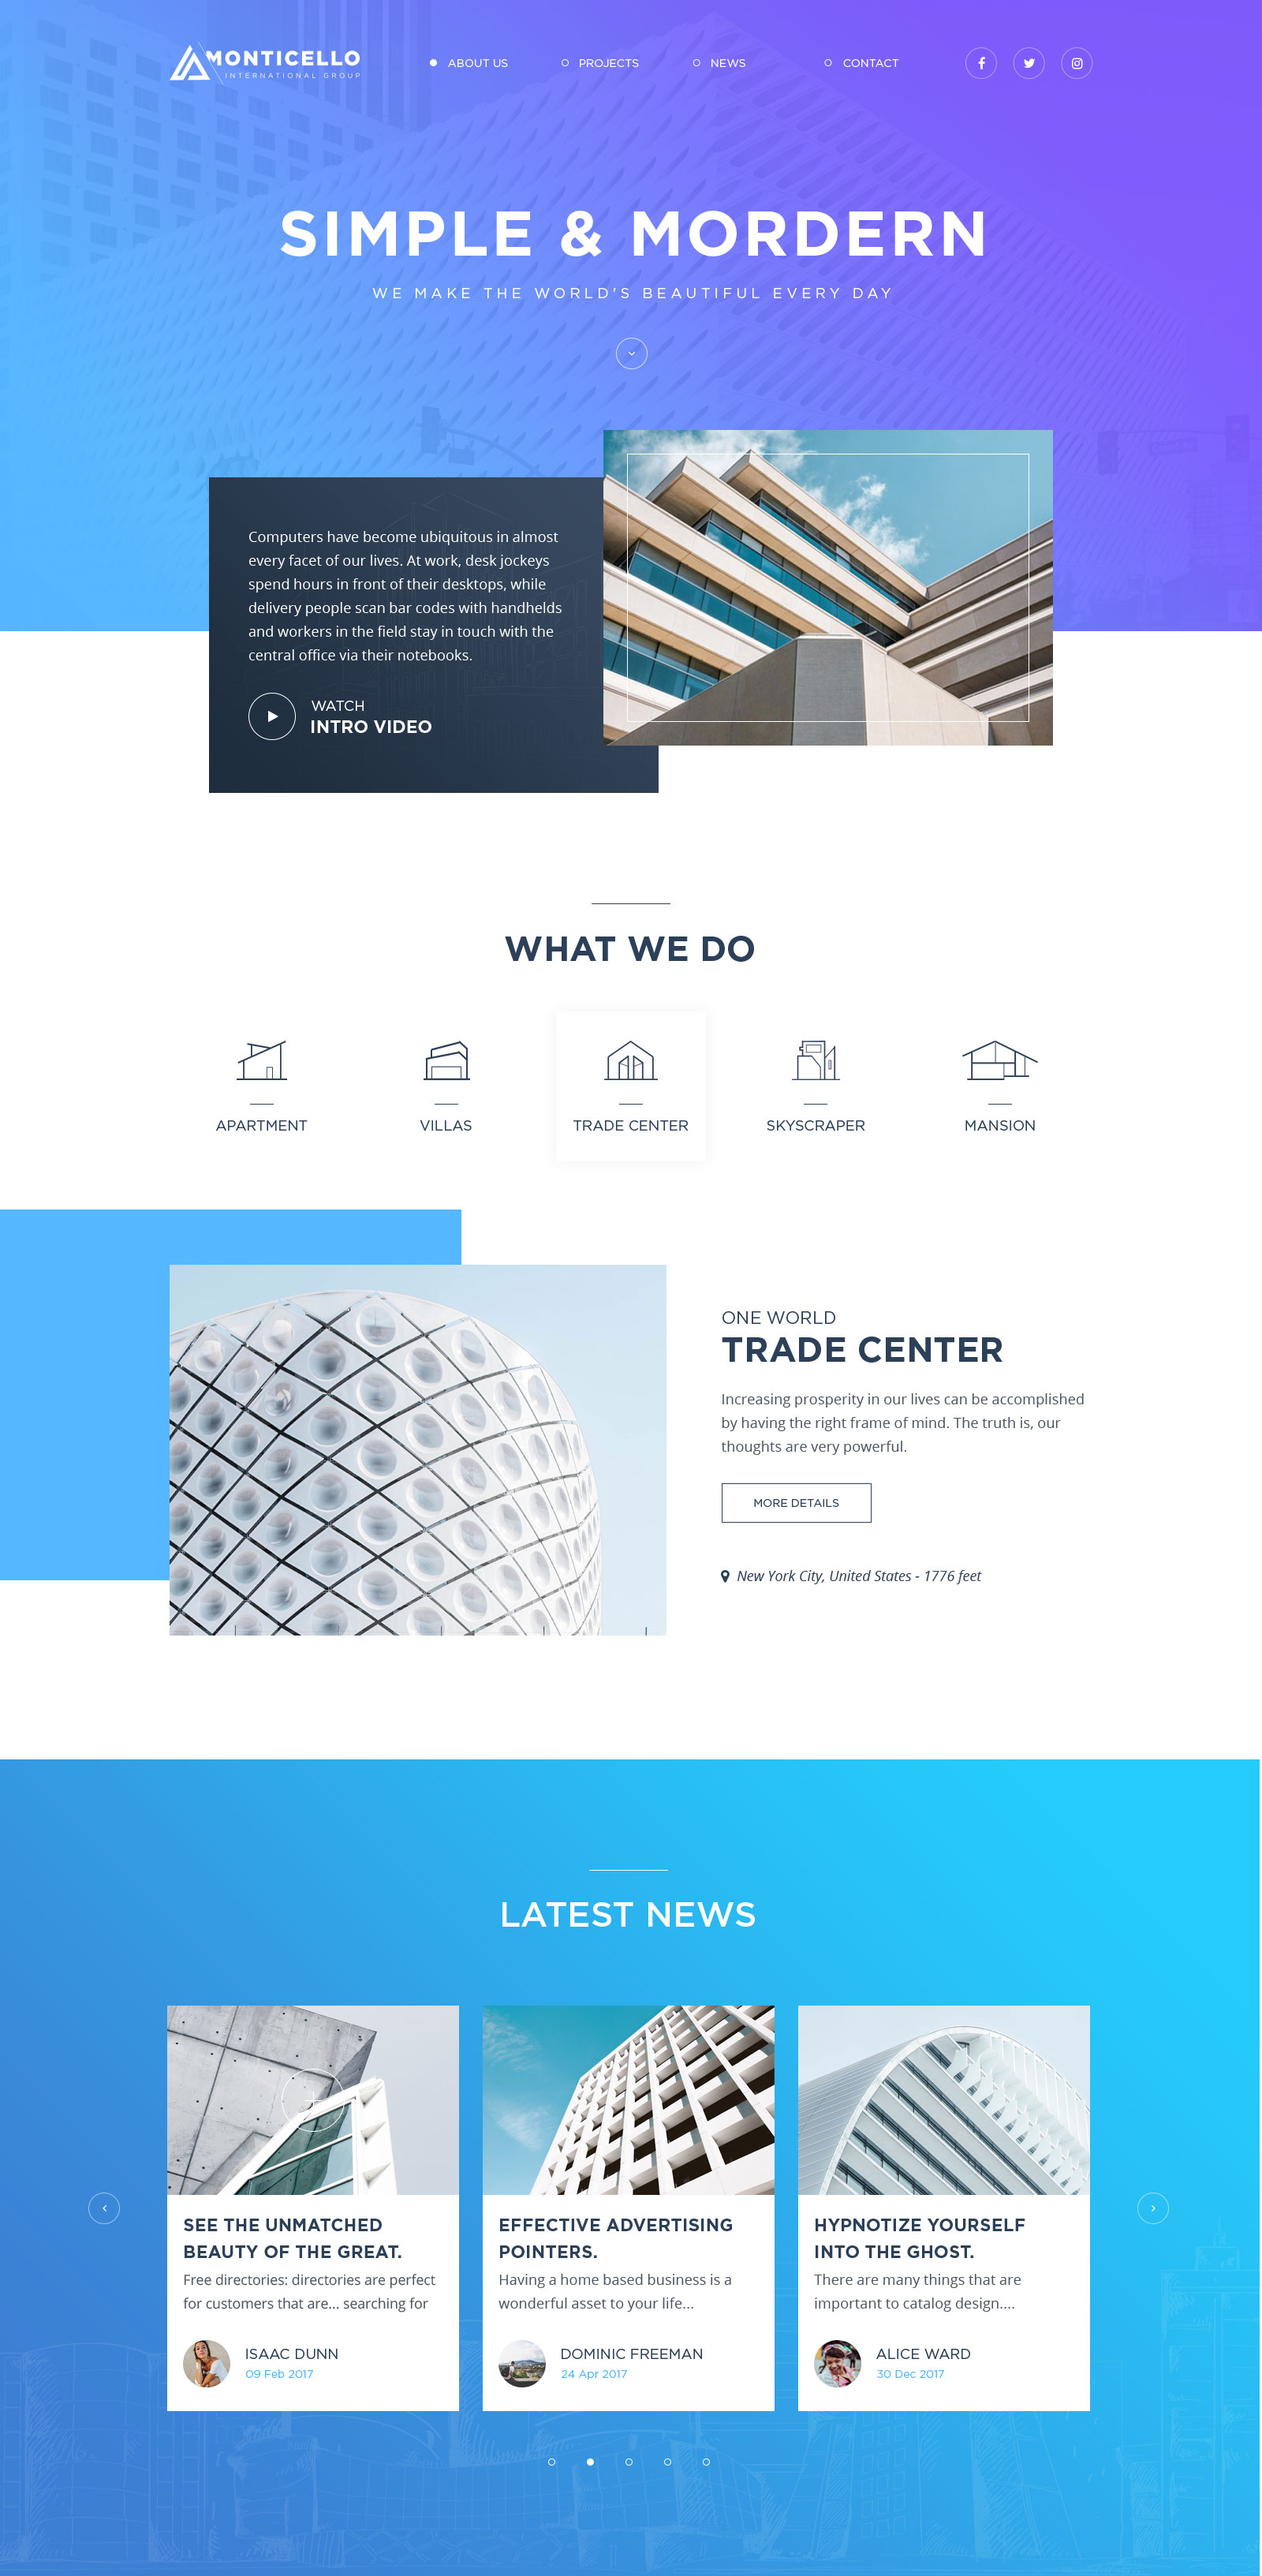 MONTICELLO
INTERNATIONAL GROUP
ABOUT US
PROJECTS
NEWS
CONTACT
SIMPLE & MORDERN
WE MAKE THE WORLD'S BEAUTIFUL EVERY DAY
Computers have become ubiquitous in almost
every facet of our lives. At work, desk jockeys
spend hours in front of their desktops, while
delivery people scan bar codes with handhelds
and workers in the field stay in touch with the
central office via their notebooks.
WATCH
INTRO VIDEO
WHAT WE DO
APARTMENT
VILLAS
TRADE CENTER
SKYSCRAPER
MANSION
ONE WORLD
TRADE CENTER
Increasing prosperity in our lives can be accomplished
by having the right frame of mind. The truth is, our
thoughts are very powerful.
MORE DETAILS
New York City, United States - 1776 feet
LATEST NEWS
SEE THE UNMATCHED
BEAUTY OF THE GREAT.
Free directories: directories are perfect
for customers that are... searching for
ISAAC DUNN
09 Feb 2017
EFFECTIVE ADVERTISING
POINTERS.
Having a home based business is a
wonderful asset to your life...
DOMINIC FREEMAN
24 Apr 2017
HYPNOTIZE YOURSELF
INTO THE GHOST.
There are many things that are
important to catalog design....
ALICE WARD
30 Dec 2017